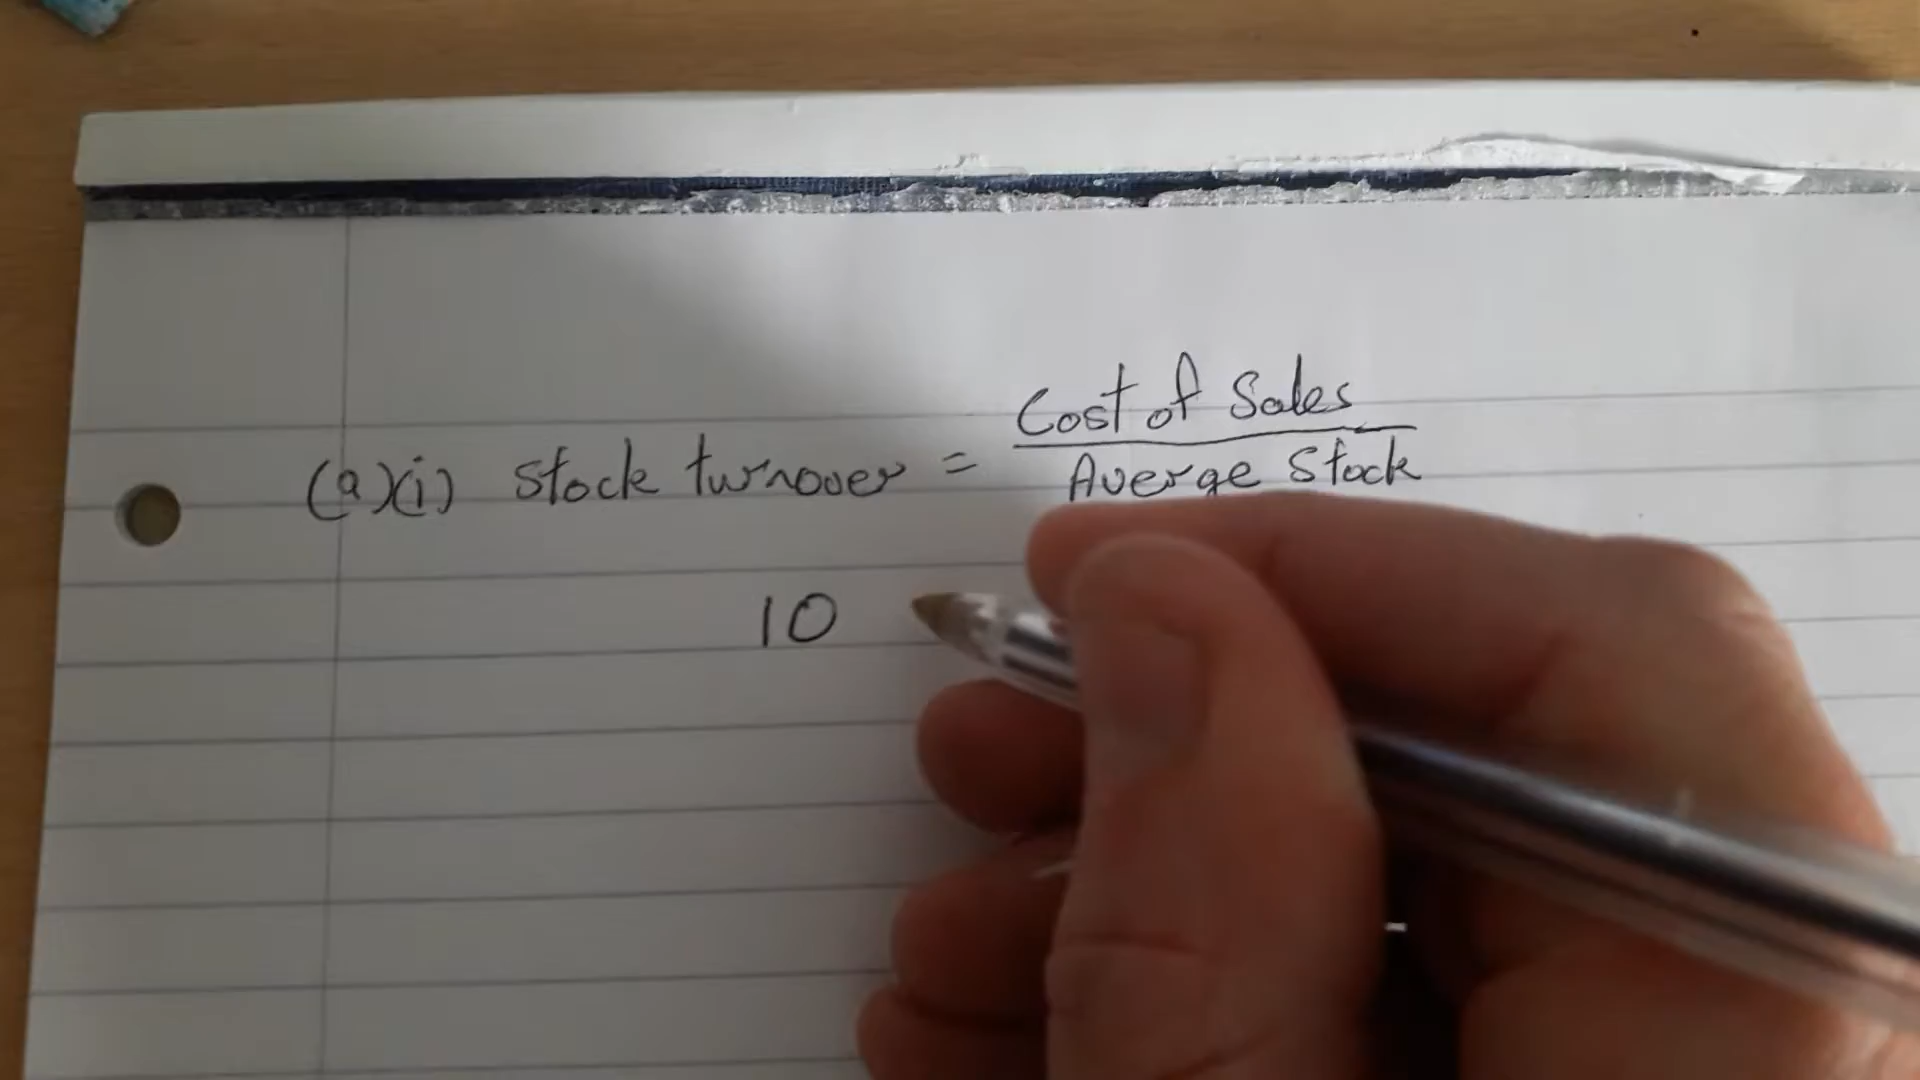 (a)(i) Stock turnover = Cost of Sales / Averge Stock
10